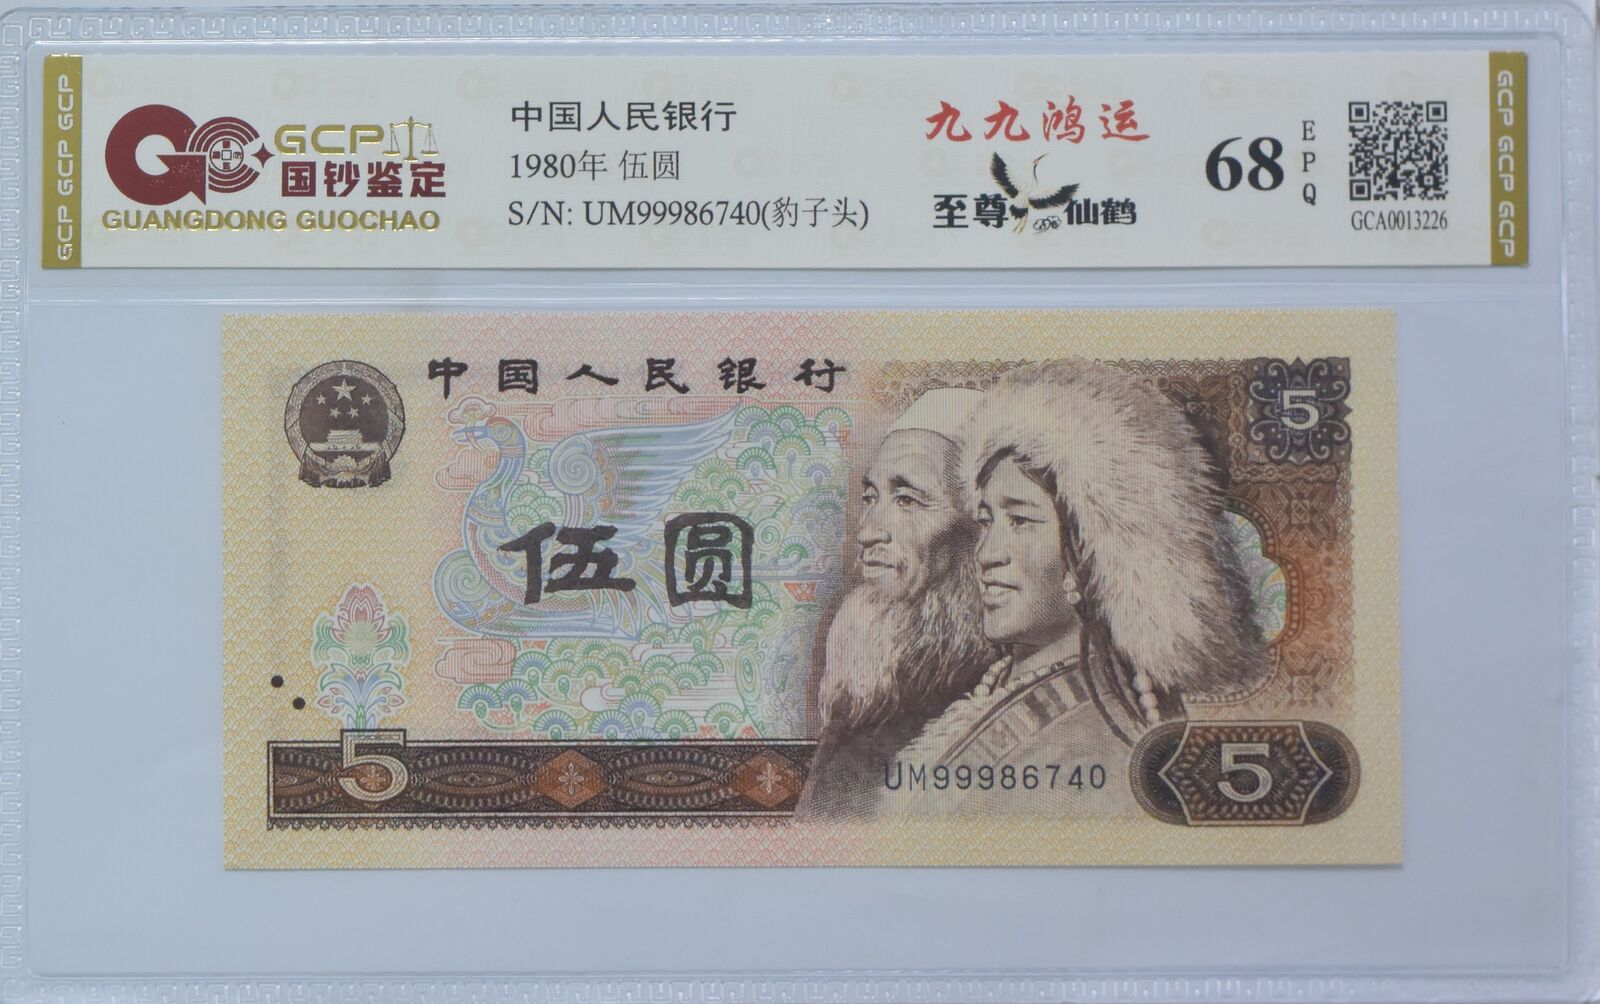 GCP GCP GCP
GCP
国钞鉴定
GUANGDONG GUOCHAO
中国人民银行
1980年 伍圆
S/N: UM99986740(豹子头)
九九鸿运
至尊 仙鹤
68
EPQ
GCA0013226
GCP GCP GCP
中国人民银行
5
伍圆
5
UM99986740
5